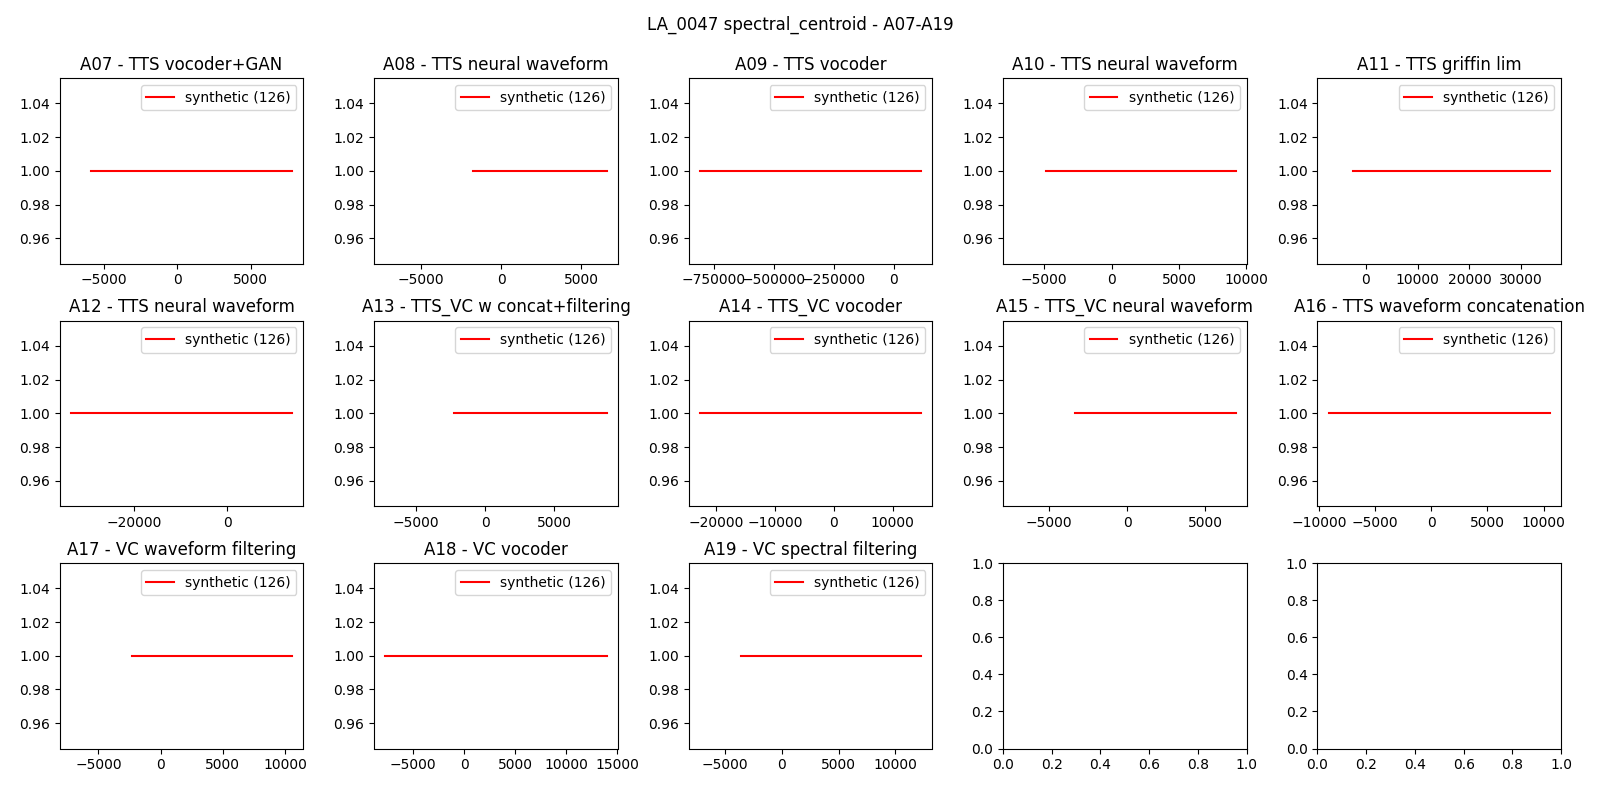 LA_0047 spectral_centroid - A07-A19
A07 - TTS vocoder+GAN
synthetic (126)
1.04
1.02
1.00
0.98
0.96
−5000 0 5000
A08 - TTS neural waveform
synthetic (126)
1.04
1.02
1.00
0.98
0.96
−5000 0 5000
A09 - TTS vocoder
synthetic (126)
1.04
1.02
1.00
0.98
0.96
−750000 −500000 −250000 0
A10 - TTS neural waveform
synthetic (126)
1.04
1.02
1.00
0.98
0.96
−5000 0 5000 10000
A11 - TTS griffin lim
synthetic (126)
1.04
1.02
1.00
0.98
0.96
0 10000 20000 30000
A12 - TTS neural waveform
synthetic (126)
1.04
1.02
1.00
0.98
0.96
−20000 0
A13 - TTS_VC w concat+filtering
synthetic (126)
1.04
1.02
1.00
0.98
0.96
−5000 0 5000
A14 - TTS_VC vocoder
synthetic (126)
1.04
1.02
1.00
0.98
0.96
−20000 −10000 0 10000
A15 - TTS_VC neural waveform
synthetic (126)
1.04
1.02
1.00
0.98
0.96
−5000 0 5000
A16 - TTS waveform concatenation
synthetic (126)
1.04
1.02
1.00
0.98
0.96
−10000 −5000 0 5000 10000
A17 - VC waveform filtering
synthetic (126)
1.04
1.02
1.00
0.98
0.96
−5000 0 5000 10000
A18 - VC vocoder
synthetic (126)
1.04
1.02
1.00
0.98
0.96
−5000 0 5000 10000 15000
A19 - VC spectral filtering
synthetic (126)
1.04
1.02
1.00
0.98
0.96
−5000 0 5000 10000
1.0
0.8
0.6
0.4
0.2
0.0
0.0 0.2 0.4 0.6 0.8 1.0
1.0
0.8
0.6
0.4
0.2
0.0
0.0 0.2 0.4 0.6 0.8 1.0